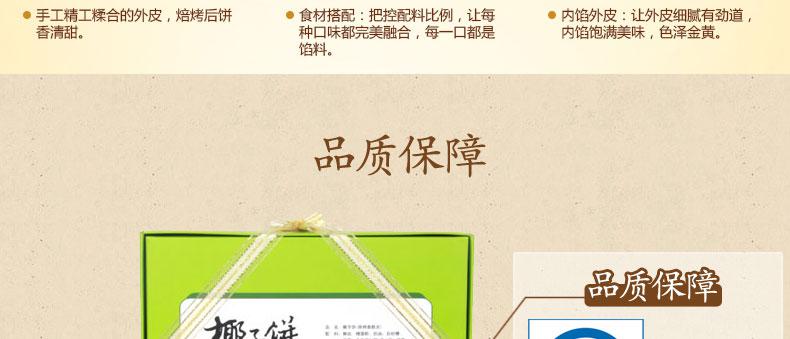 手工精工糅合的外皮，焙烤后饼
香清甜。
食材搭配：把控配料比例，让每
种口味都完美融合，每一口都是
馅料。
内馅外皮：让外皮细腻有劲道，
内馅饱满美味，色泽金黄。
品质保障
品质保障
椰子饼